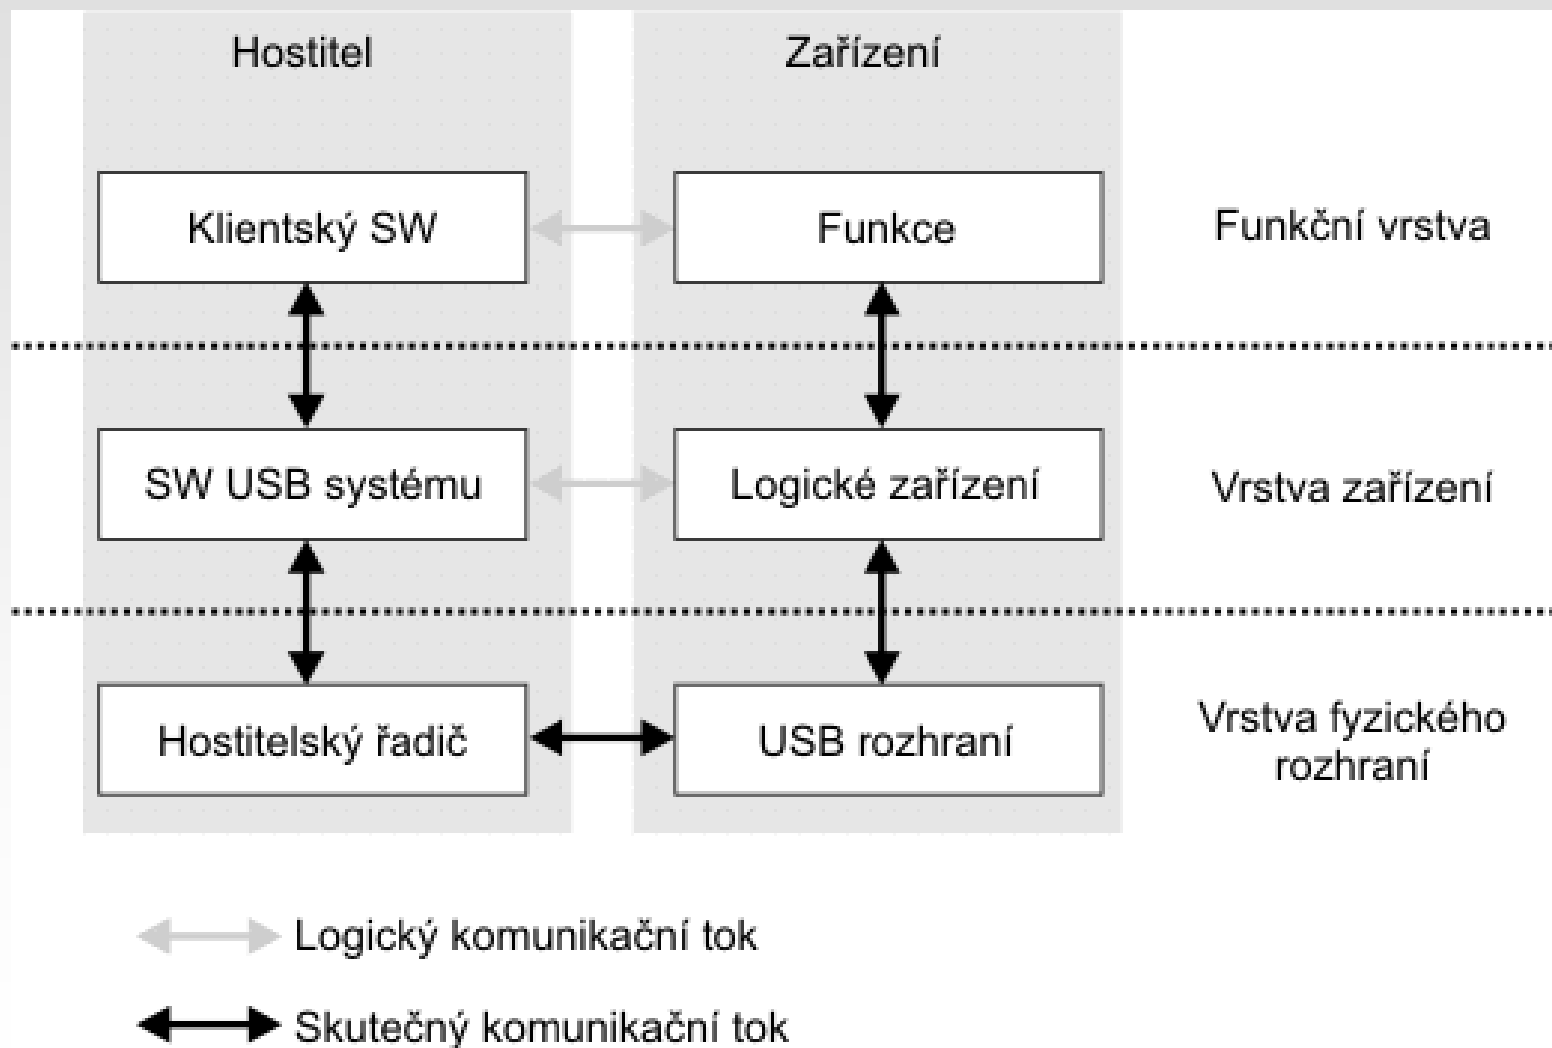 Hostitel
Zařízení
Klientský SW
Funkce
Funkční vrstva
SW USB systému
Logické zařízení
Vrstva zařízení
Hostitelský řadič
USB rozhraní
Vrstva fyzického
rozhraní
Logický komunikační tok
Skutečný komunikační tok